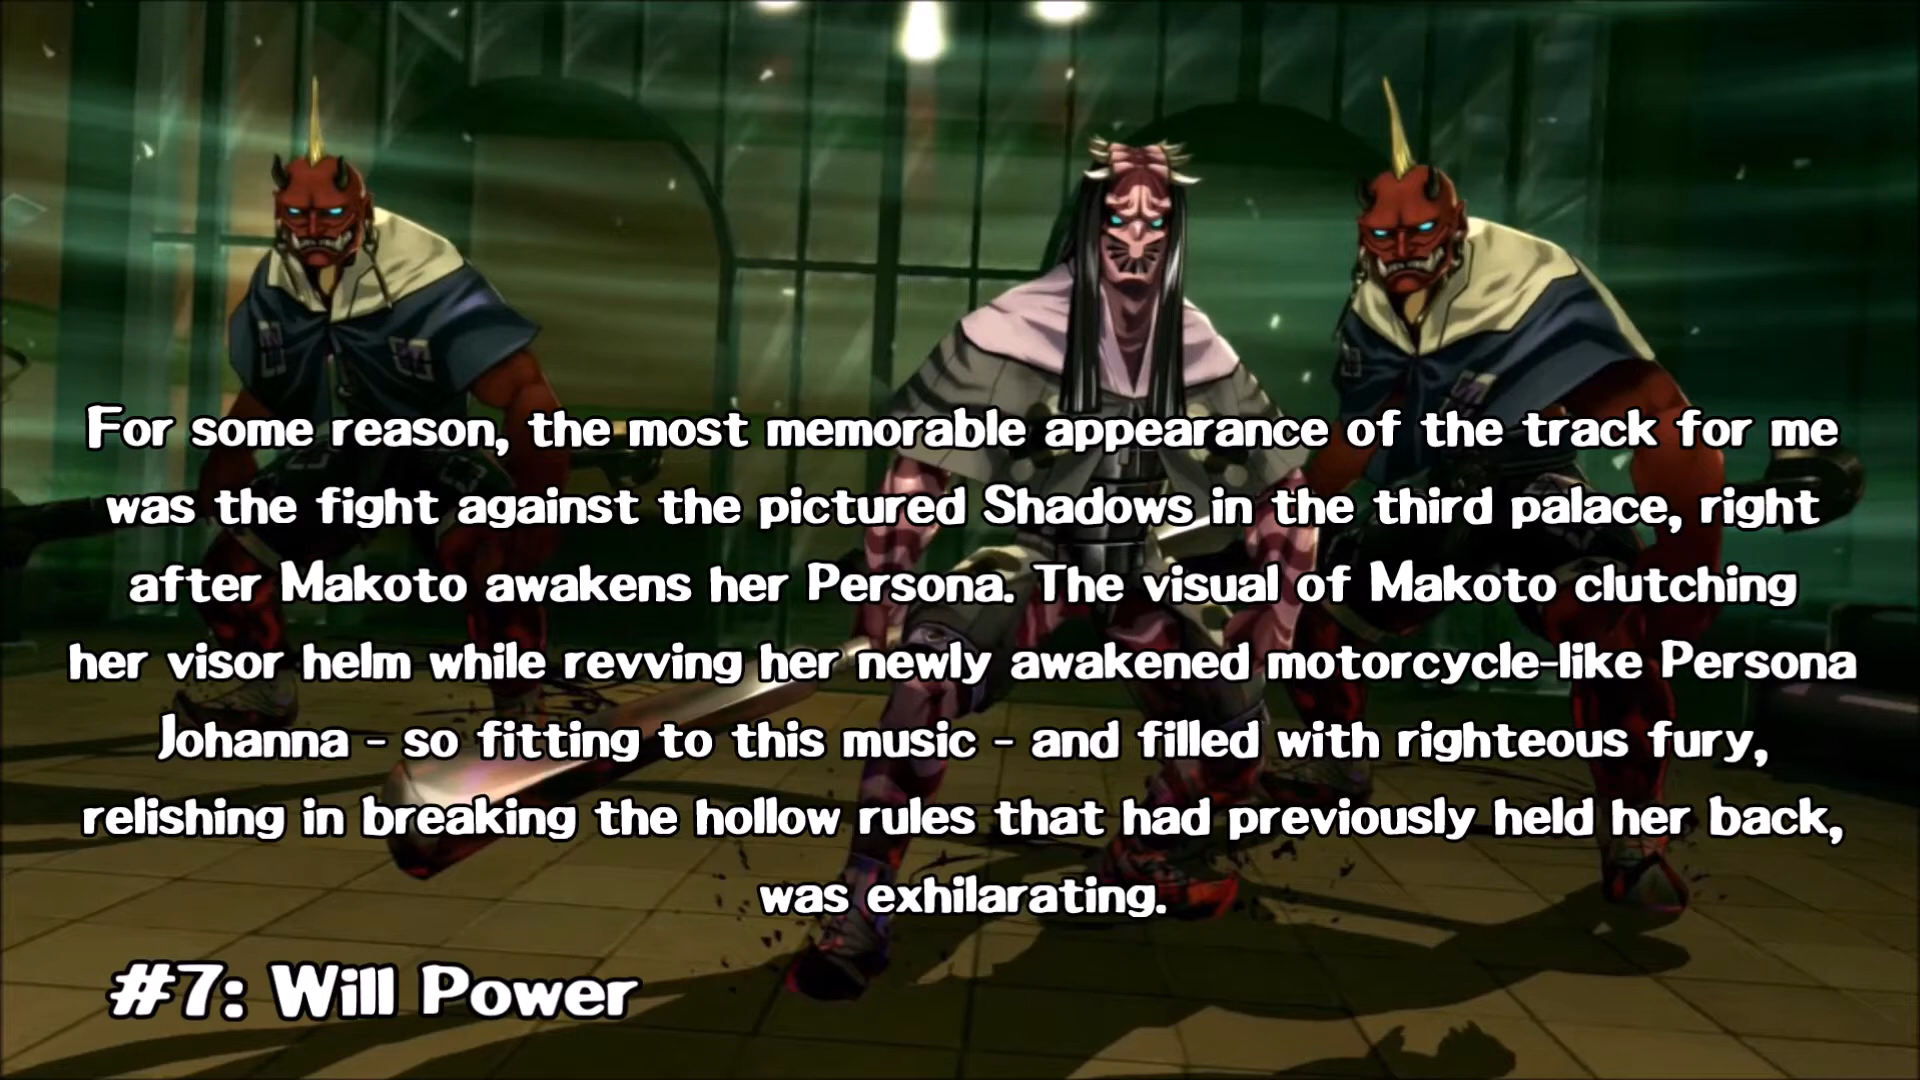 For some reason, the most memorable appearance of the track for me
was the fight against the pictured Shadows in the third palace, right
after Makoto awakens her Persona. The visual of Makoto clutching
her visor helm while revving her newly awakened motorcycle-like Persona
Johanna - so fitting to this music - and filled with righteous fury,
relishing in breaking the hollow rules that had previously held her back,
was exhilarating.
#7: Will Power